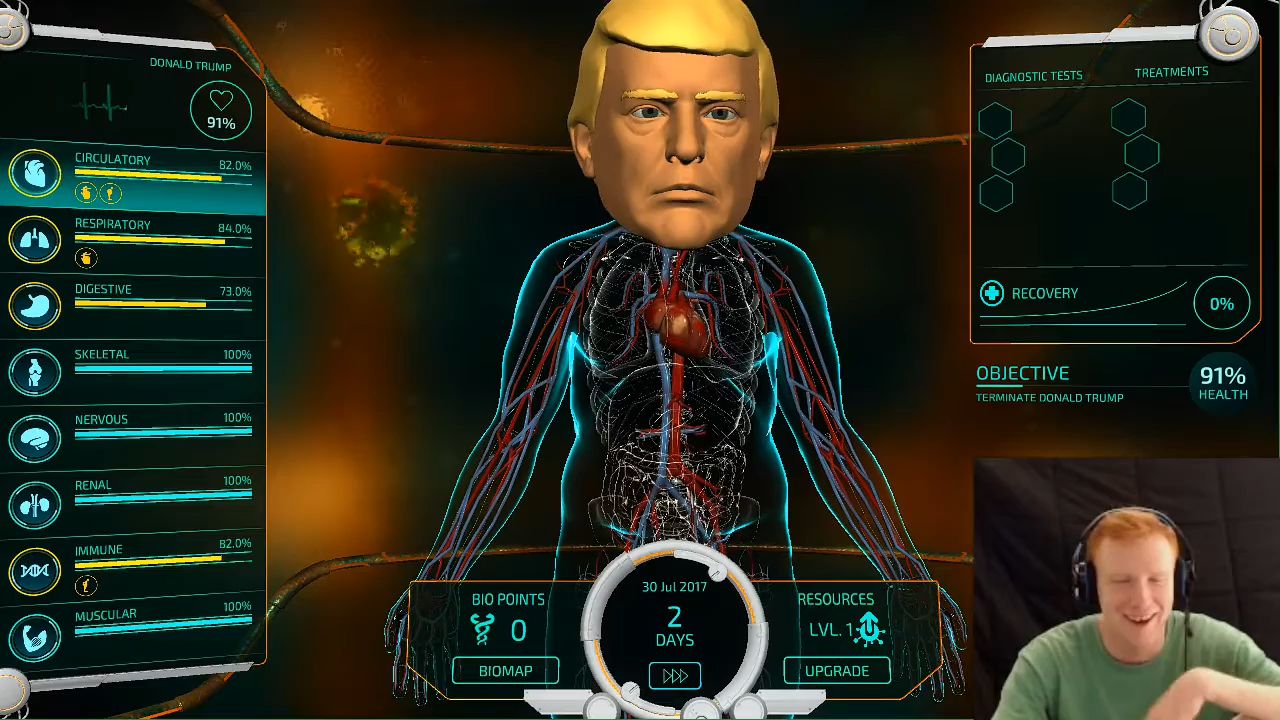 DONALD TRUMP
91%
CIRCULATORY 82.0%
RESPIRATORY 84.0%
DIGESTIVE 73.0%
SKELETAL 100%
NERVOUS 100%
RENAL 100%
IMMUNE 82.0%
MUSCULAR 100%
BIO POINTS
0
BIOMAP
30 Jul 2017
2
DAYS
RESOURCES
LVL. 1
UPGRADE
DIAGNOSTIC TESTS TREATMENTS
RECOVERY 0%
OBJECTIVE
TERMINATE DONALD TRUMP
91%
HEALTH